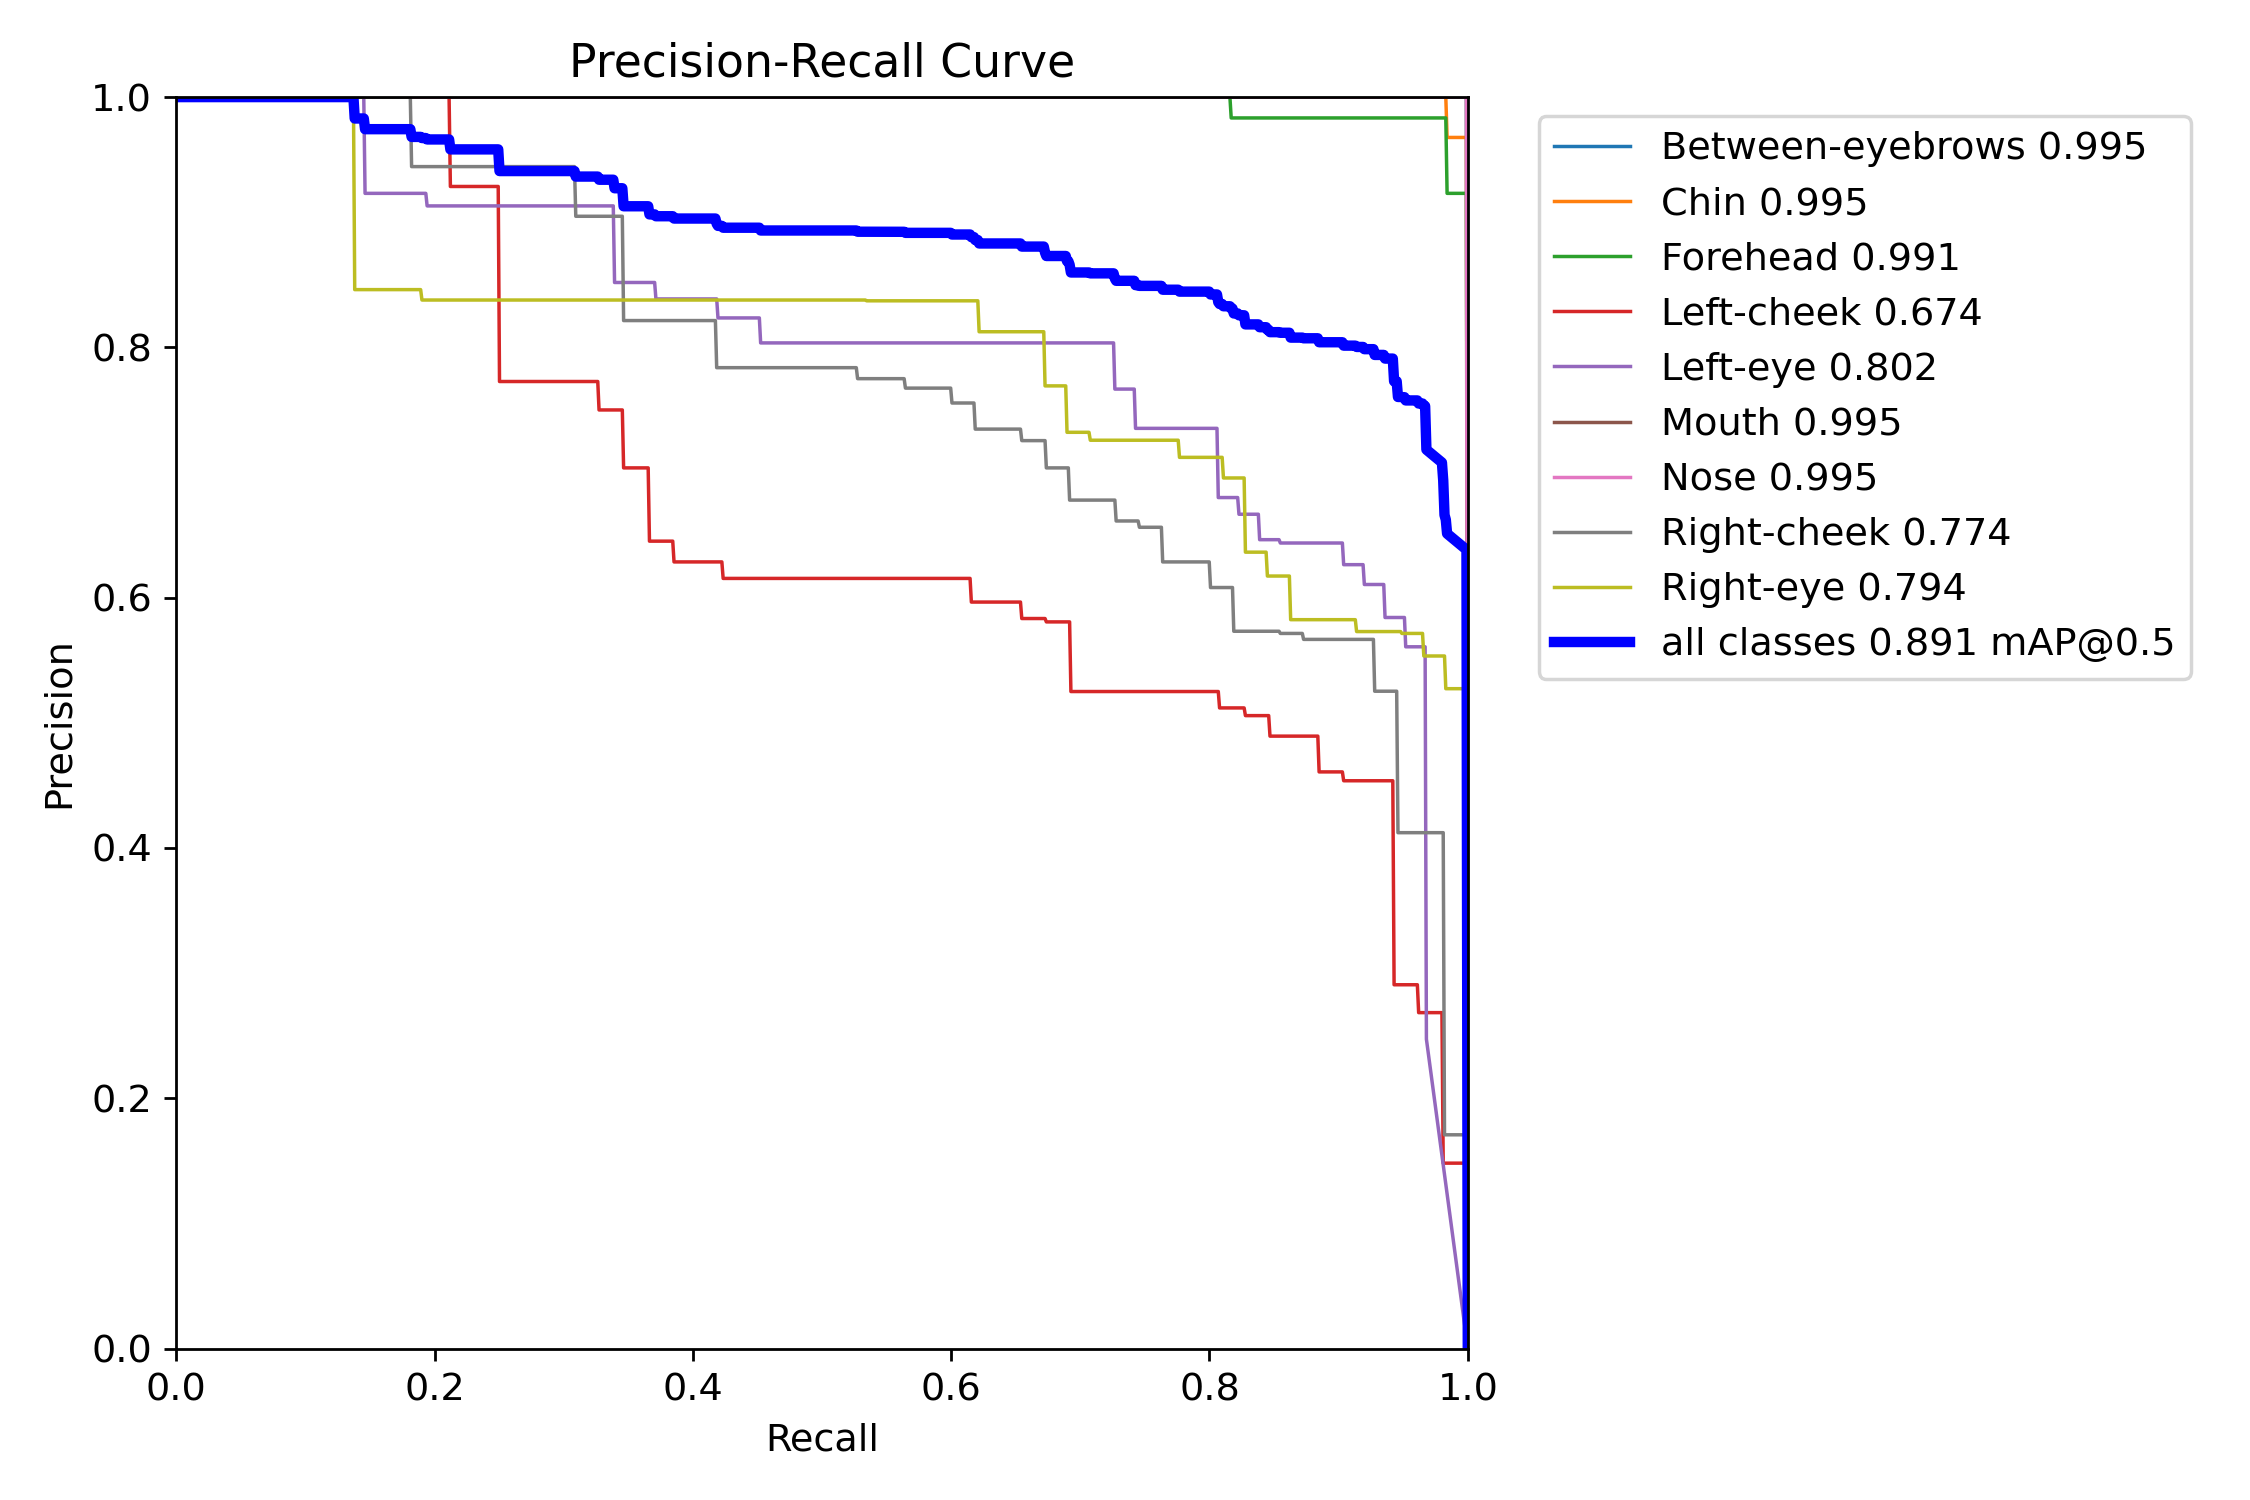 Precision-Recall Curve
1.0
0.8
0.6
0.4
0.2
0.0
Precision
0.0 0.2 0.4 0.6 0.8 1.0
Recall
Between-eyebrows 0.995
Chin 0.995
Forehead 0.991
Left-cheek 0.674
Left-eye 0.802
Mouth 0.995
Nose 0.995
Right-cheek 0.774
Right-eye 0.794
all classes 0.891 mAP@0.5